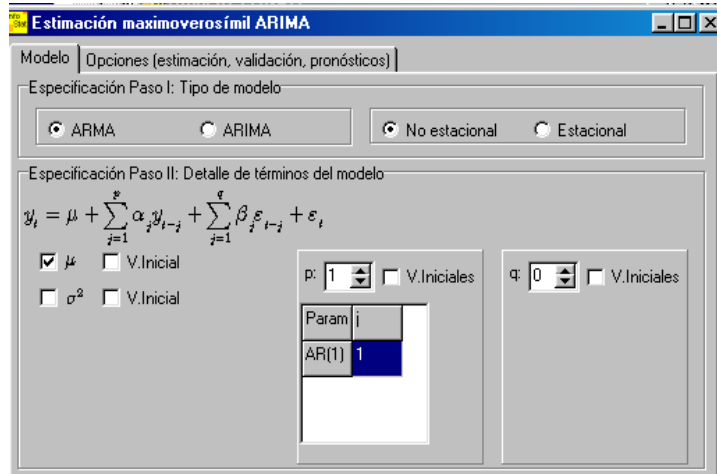 Estimación maximoverosímil ARIMA
Modelo Opciones (estimación, validación, pronósticos)
Especificación Paso I: Tipo de modelo
ARMA ARIMA No estacional Estacional
Especificación Paso II: Detalle de términos del modelo
y_t = μ + ∑_{j=1}^{p} α_j y_{t-j} + ∑_{j=1}^{q} β_j ε_{t-j} + ε_t
μ V.Inicial
σ² V.Inicial
p: 1 V.Iniciales
Param j
AR(1) 1
q: 0 V.Iniciales